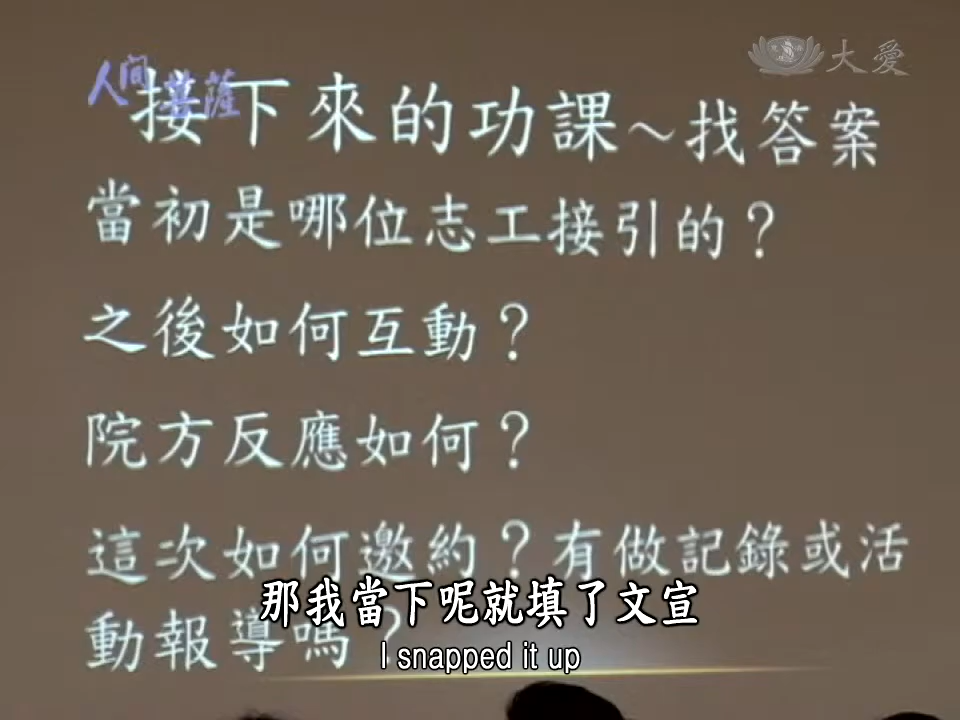 大愛
人間菩薩
接下來的功課~找答案
當初是哪位志工接引的?
之後如何互動?
院方反應如何?
這次如何邀約?有做記錄或活
動報導嗎?
那我當下呢就填了文宣
I snapped it up